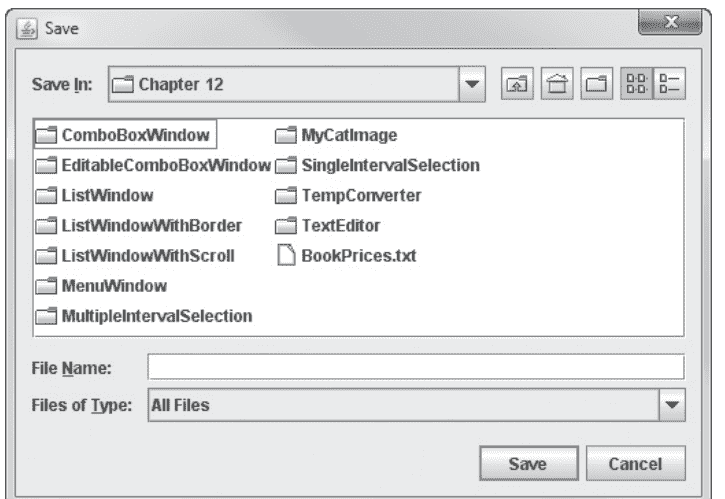 Save
Save In: Chapter 12
ComboBoxWindow
EditableComboBoxWindow
ListWindow
ListWindowWithBorder
ListWindowWithScroll
MenuWindow
MultipleIntervalSelection
MyCatImage
SingleIntervalSelection
TempConverter
TextEditor
BookPrices.txt
File Name:
Files of Type: All Files
Save Cancel